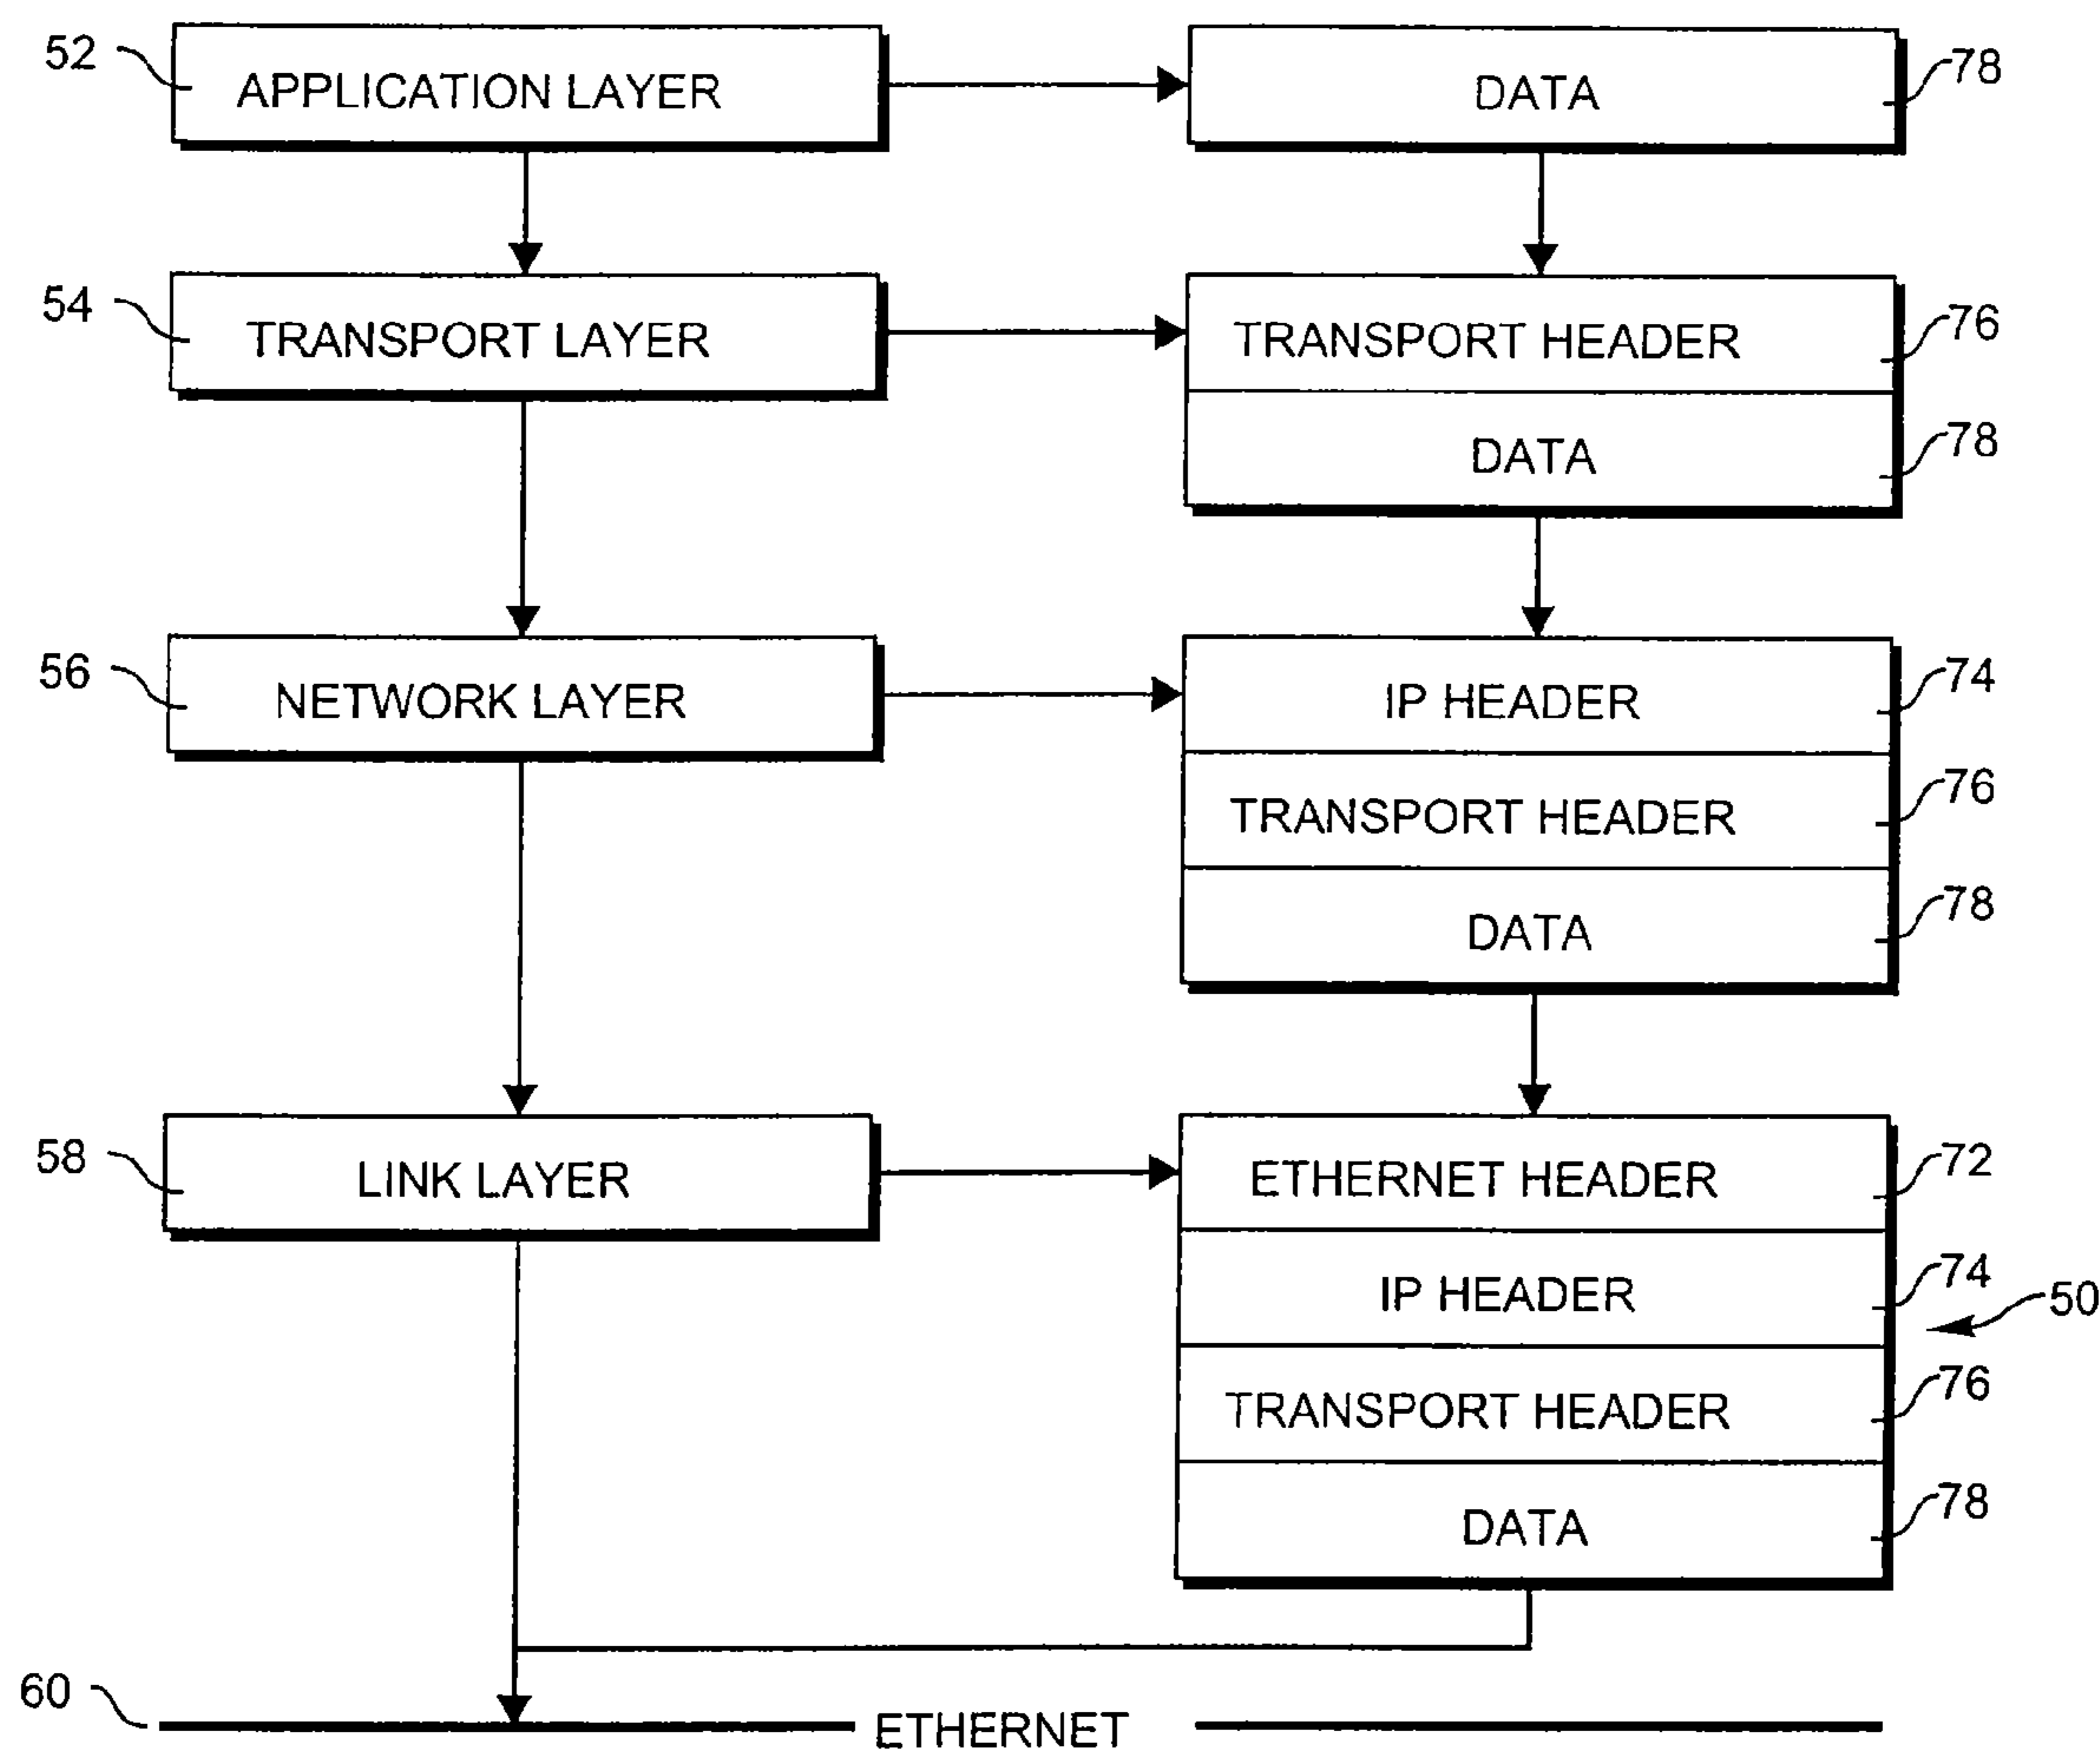 52
APPLICATION LAYER
DATA
78
54
TRANSPORT LAYER
TRANSPORT HEADER
76
DATA
78
56
NETWORK LAYER
IP HEADER
74
TRANSPORT HEADER
76
DATA
78
58
LINK LAYER
ETHERNET HEADER
72
IP HEADER
74
50
TRANSPORT HEADER
76
DATA
78
60
ETHERNET